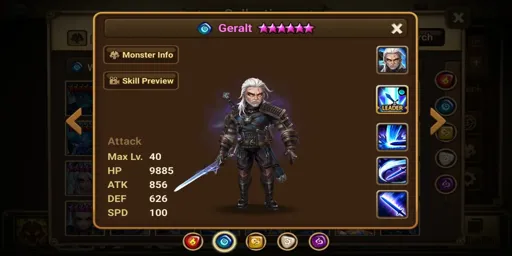 Geralt
Monster Info
Skill Preview
LEADER
Attack
Max Lv. 40
HP 9885
ATK 856
DEF 626
SPD 100